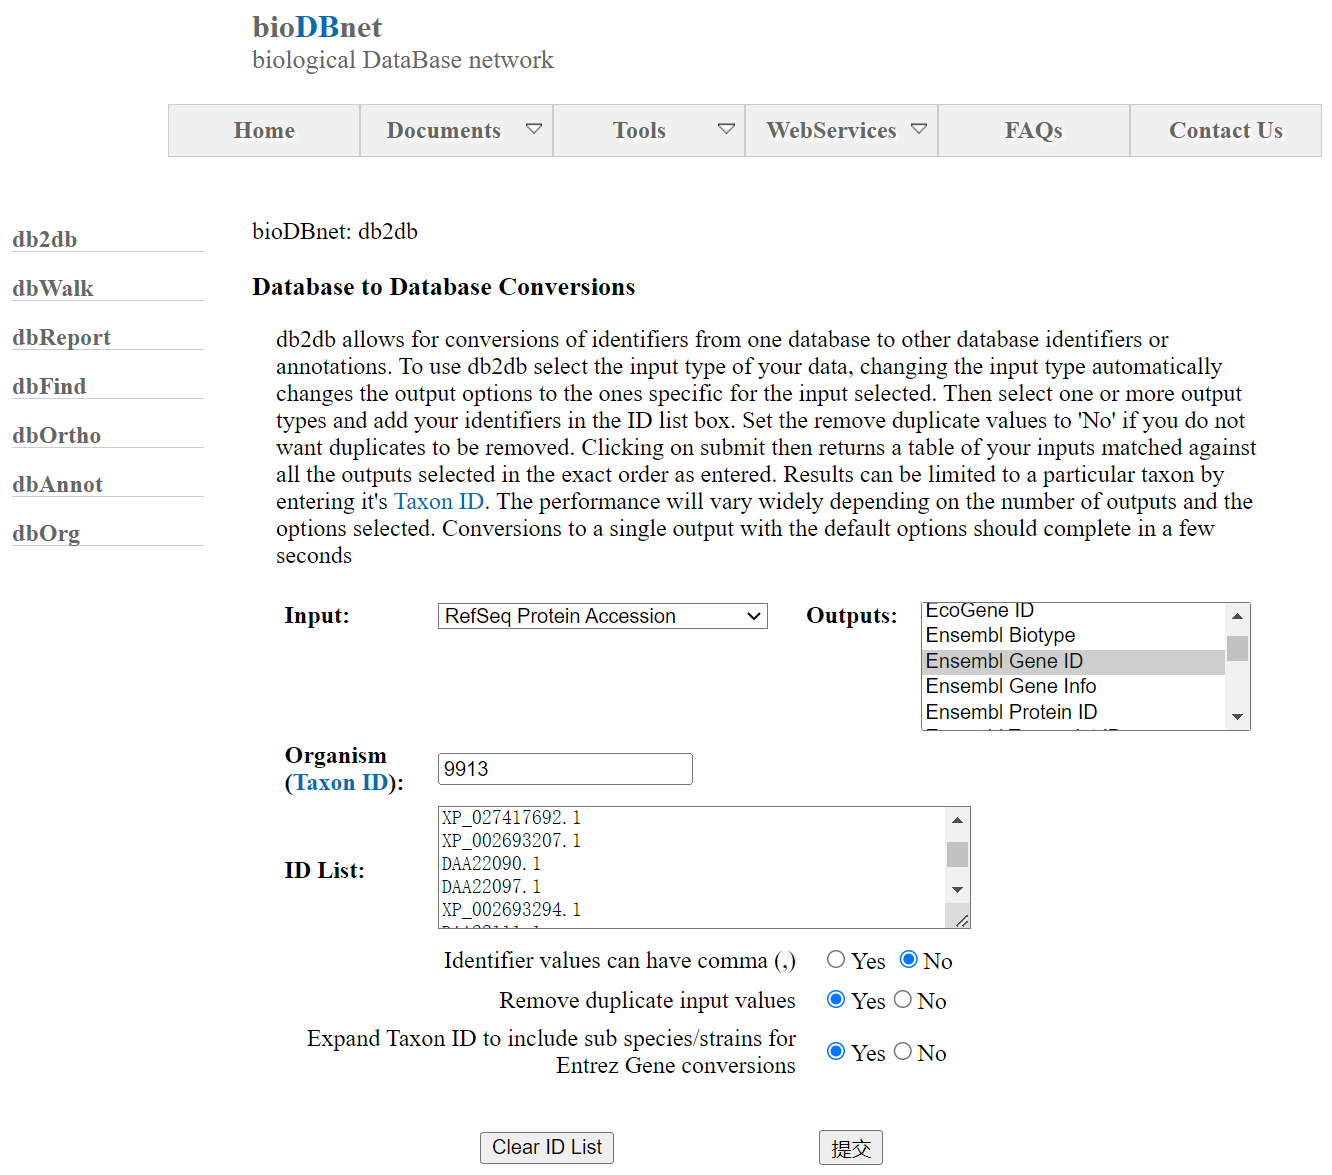 bioDBnet
biological DataBase network
Home
Documents
Tools
WebServices
FAQs
Contact Us
db2db
dbWalk
dbReport
dbFind
dbOrtho
dbAnnot
dbOrg
bioDBnet: db2db
Database to Database Conversions
db2db allows for conversions of identifiers from one database to other database identifiers or
annotations. To use db2db select the input type of your data, changing the input type automatically
changes the output options to the ones specific for the input selected. Then select one or more output
types and add your identifiers in the ID list box. Set the remove duplicate values to 'No' if you do not
want duplicates to be removed. Clicking on submit then returns a table of your inputs matched against
all the outputs selected in the exact order as entered. Results can be limited to a particular taxon by
entering it's Taxon ID. The performance will vary widely depending on the number of outputs and the
options selected. Conversions to a single output with the default options should complete in a few
seconds
Input:
RefSeq Protein Accession
Outputs:
EcoGene ID
Ensembl Biotype
Ensembl Gene ID
Ensembl Gene Info
Ensembl Protein ID
Organism
(Taxon ID):
9913
ID List:
XP_027417692.1
XP_002693207.1
DAA22090.1
DAA22097.1
XP_002693294.1
Identifier values can have comma (,)
Yes No
Remove duplicate input values
Yes No
Expand Taxon ID to include sub species/strains for
Entrez Gene conversions
Yes No
Clear ID List
提交